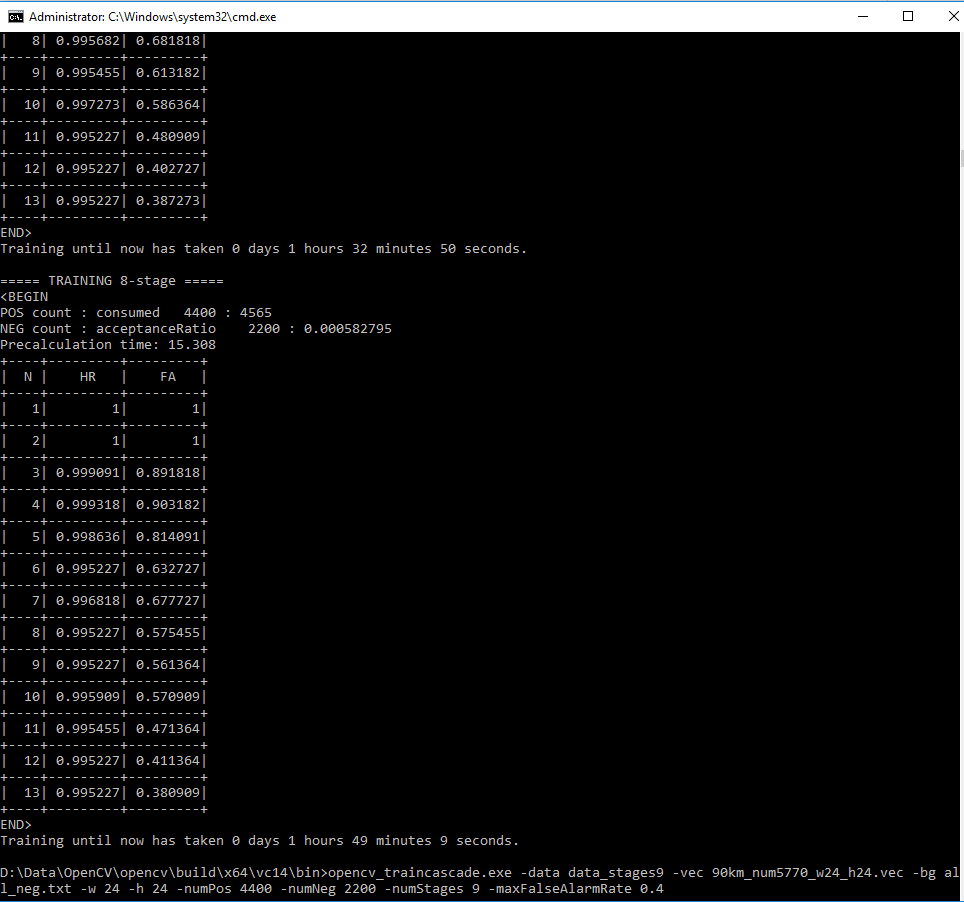 Administrator: C:\Windows\system32\cmd.exe
|   8| 0.995682| 0.681818|
+----+---------+---------+
|   9| 0.995455| 0.613182|
+----+---------+---------+
|  10| 0.997273| 0.586364|
+----+---------+---------+
|  11| 0.995227| 0.480909|
+----+---------+---------+
|  12| 0.995227| 0.402727|
+----+---------+---------+
|  13| 0.995227| 0.387273|
+----+---------+---------+
END>
Training until now has taken 0 days 1 hours 32 minutes 50 seconds.

===== TRAINING 8-stage =====
<BEGIN
POS count : consumed   4400 : 4565
NEG count : acceptanceRatio    2200 : 0.000582795
Precalculation time: 15.308
+----+---------+---------+
|  N |    HR   |    FA   |
+----+---------+---------+
|   1|        1|        1|
+----+---------+---------+
|   2|        1|        1|
+----+---------+---------+
|   3| 0.999091| 0.891818|
+----+---------+---------+
|   4| 0.999318| 0.903182|
+----+---------+---------+
|   5| 0.998636| 0.814091|
+----+---------+---------+
|   6| 0.995227| 0.632727|
+----+---------+---------+
|   7| 0.996818| 0.677727|
+----+---------+---------+
|   8| 0.995227| 0.575455|
+----+---------+---------+
|   9| 0.995227| 0.561364|
+----+---------+---------+
|  10| 0.995909| 0.570909|
+----+---------+---------+
|  11| 0.995455| 0.471364|
+----+---------+---------+
|  12| 0.995227| 0.411364|
+----+---------+---------+
|  13| 0.995227| 0.380909|
+----+---------+---------+
END>
Training until now has taken 0 days 1 hours 49 minutes 9 seconds.

D:\Data\OpenCV\opencv\build\x64\vc14\bin>opencv_traincascade.exe -data data_stages9 -vec 90km_num5770_w24_h24.vec -bg al
l_neg.txt -w 24 -h 24 -numPos 4400 -numNeg 2200 -numStages 9 -maxFalseAlarmRate 0.4